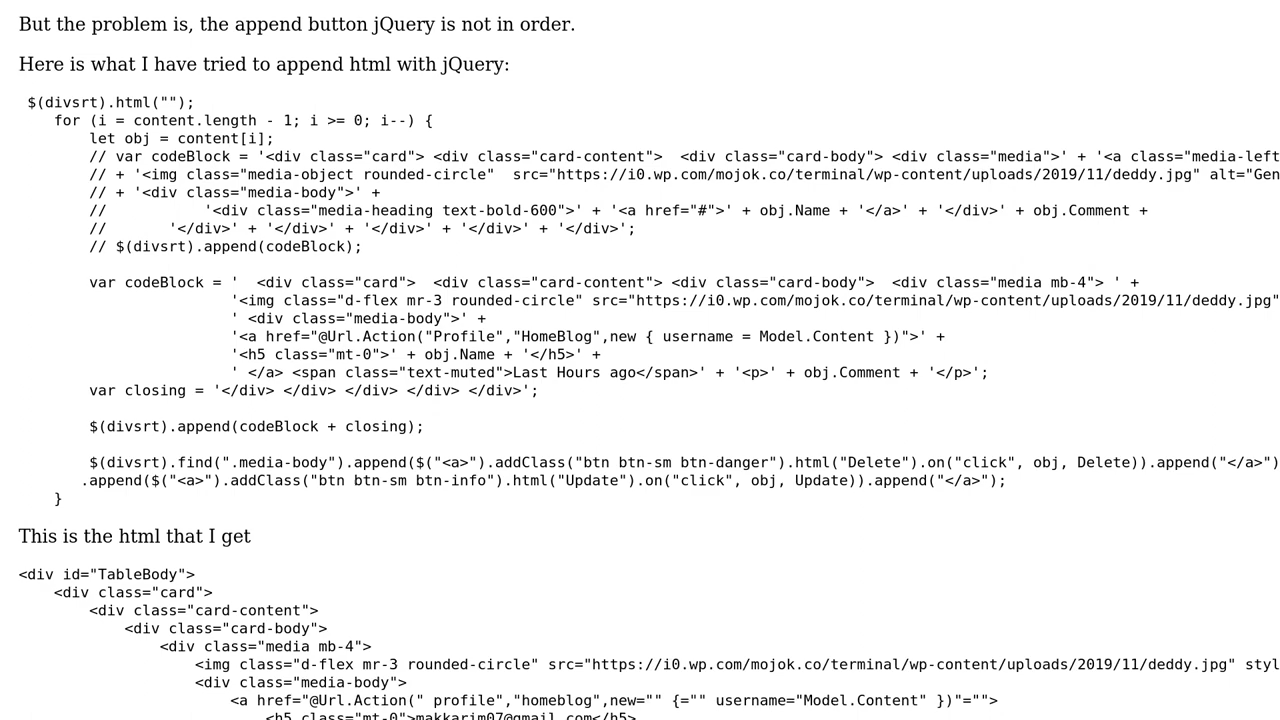 But the problem is, the append button jQuery is not in order.
Here is what I have tried to append html with jQuery:
$(divsrt).html("");
for (i = content.length - 1; i >= 0; i--) {
let obj = content[i];
// var codeBlock = '<div class="card"> <div class="card-content">  <div class="card-body"> <div class="media">' + '<a class="media-left
// + '<img class="media-object rounded-circle"  src="https://i0.wp.com/mojok.co/terminal/wp-content/uploads/2019/11/deddy.jpg" alt="Gen
// + '<div class="media-body">' +
//           '<div class="media-heading text-bold-600">' + '<a href="#">' + obj.Name + '</a>' + '</div>' + obj.Comment +
//       '</div>' + '</div>' + '</div>' + '</div>' + '</div>';
// $(divsrt).append(codeBlock);
var codeBlock = '  <div class="card">  <div class="card-content"> <div class="card-body">  <div class="media mb-4"> ' +
'<img class="d-flex mr-3 rounded-circle" src="https://i0.wp.com/mojok.co/terminal/wp-content/uploads/2019/11/deddy.jpg"
' <div class="media-body">' +
'<a href="@Url.Action("Profile","HomeBlog",new { username = Model.Content })">' +
'<h5 class="mt-0">' + obj.Name + '</h5>' +
' </a> <span class="text-muted">Last Hours ago</span>' + '<p>' + obj.Comment + '</p>';
var closing = '</div> </div> </div> </div> </div>';
$(divsrt).append(codeBlock + closing);
$(divsrt).find(".media-body").append($("<a>").addClass("btn btn-sm btn-danger").html("Delete").on("click", obj, Delete)).append("</a>")
.append($("<a>").addClass("btn btn-sm btn-info").html("Update").on("click", obj, Update)).append("</a>");
}
This is the html that I get
<div id="TableBody">
<div class="card">
<div class="card-content">
<div class="card-body">
<div class="media mb-4">
<img class="d-flex mr-3 rounded-circle" src="https://i0.wp.com/mojok.co/terminal/wp-content/uploads/2019/11/deddy.jpg" styl
<div class="media-body">
<a href="@Url.Action(" profile","homeblog",new="" {="" username="Model.Content" })"="">
<h5 class="mt-0">makkarim07@gmail.com</h5>